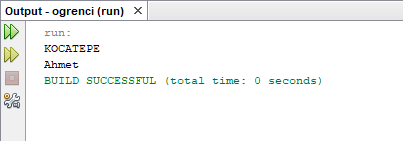 Output - ogrenci (run)
run:
KOCATEPE
Ahmet
BUILD SUCCESSFUL (total time: 0 seconds)